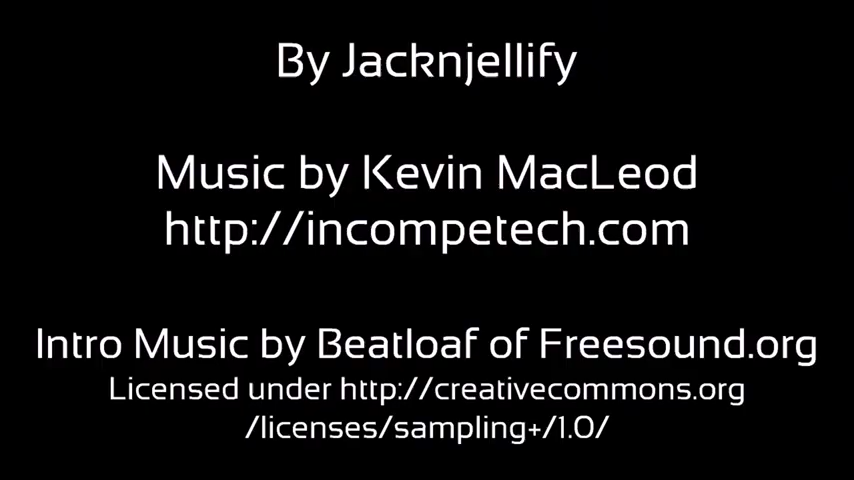 By Jacknjellify
Music by Kevin MacLeod
http://incompetech.com
Intro Music by Beatloaf of Freesound.org
Licensed under http://creativecommons.org
/licenses/sampling+/1.0/